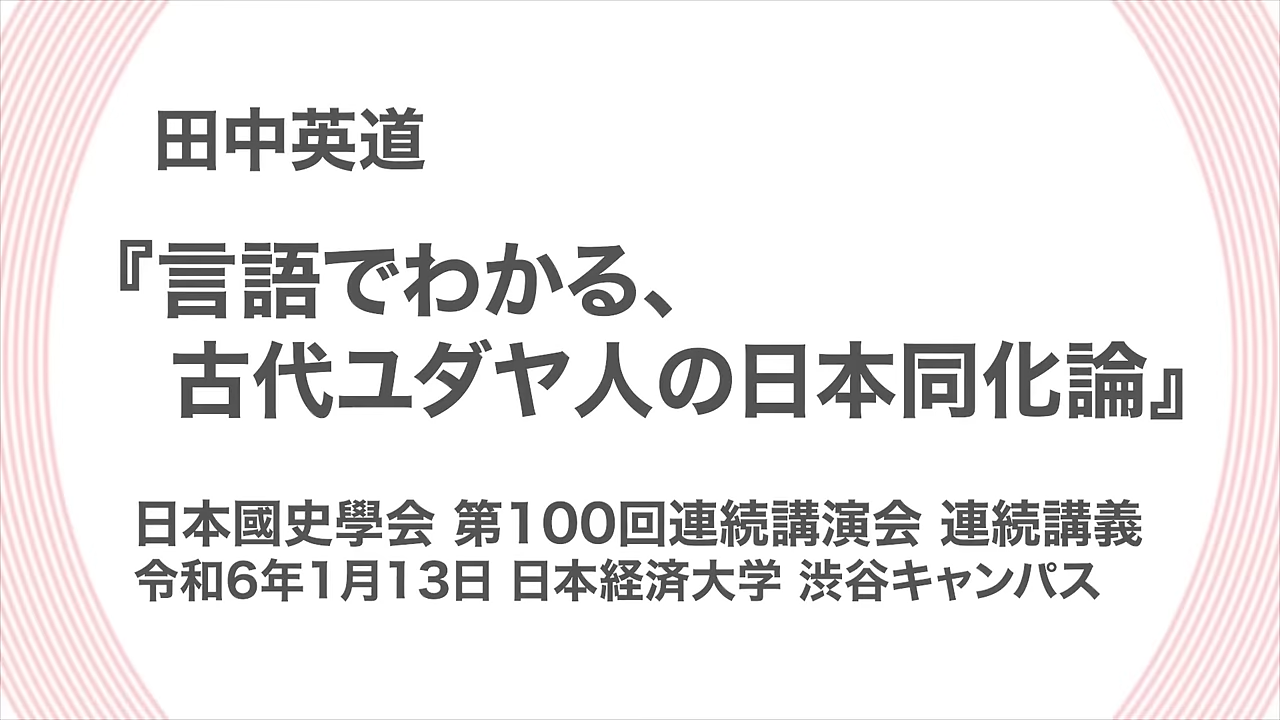 田中英道
『言語でわかる、
古代ユダヤ人の日本同化論』
日本國史學会 第100回連続講演会 連続講義
令和6年1月13日 日本経済大学 渋谷キャンパス